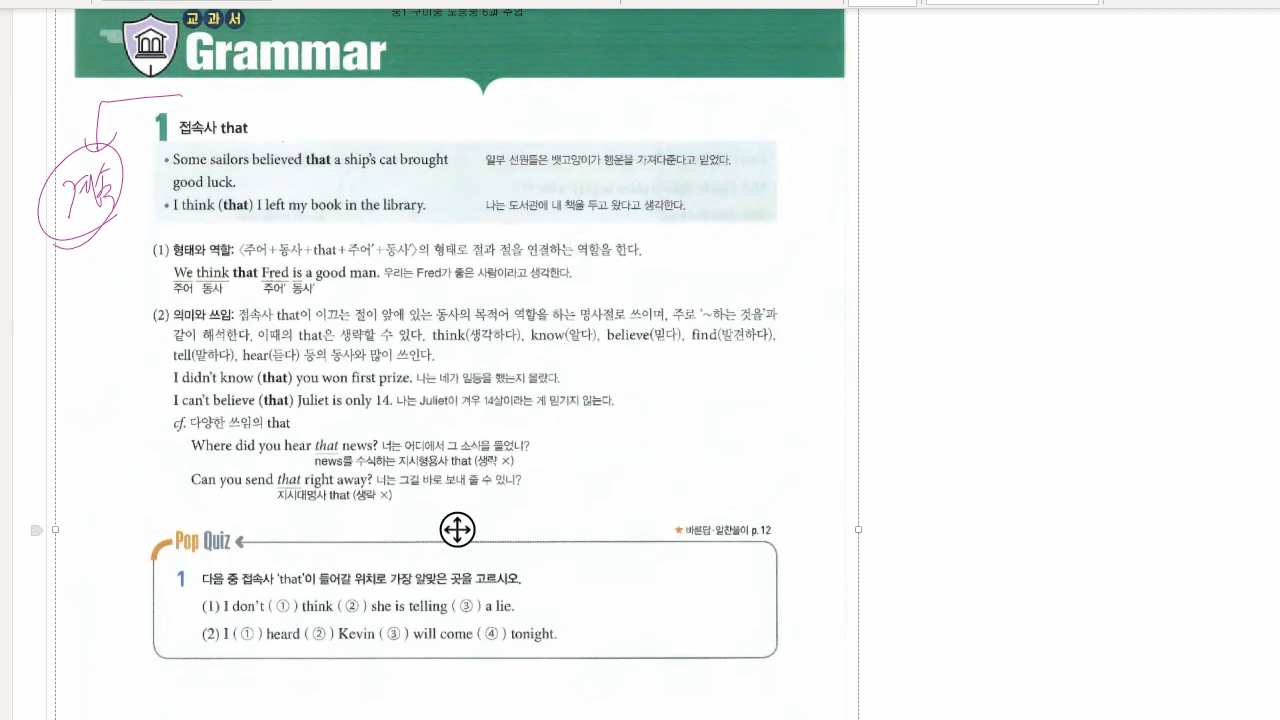 교과서
Grammar
1 접속사 that
• Some sailors believed that a ship's cat brought good luck.
일부 선원들은 뱃고양이가 행운을 가져다준다고 믿었다.
• I think (that) I left my book in the library.
나는 도서관에 내 책을 두고 왔다고 생각한다.
(1) 형태와 역할: 〈주어+동사+that+주어′+동사′〉의 형태로 절과 절을 연결하는 역할을 한다.
We think that Fred is a good man. 우리는 Fred가 좋은 사람이라고 생각한다.
주어 동사 주어′ 동사′
(2) 의미와 쓰임: 접속사 that이 이끄는 절이 앞에 있는 동사의 목적어 역할을 하는 명사절로 쓰이며, 주로 '~하는 것을'과
같이 해석한다. 이때의 that은 생략할 수 있다. think(생각하다), know(알다), believe(믿다), find(발견하다),
tell(말하다), hear(듣다) 등의 동사와 많이 쓰인다.
I didn't know (that) you won first prize. 나는 네가 일등을 했는지 몰랐다.
I can't believe (that) Juliet is only 14. 나는 Juliet이 겨우 14살이라는 게 믿기지 않는다.
cf. 다양한 쓰임의 that
Where did you hear that news? 너는 어디에서 그 소식을 들었니?
news를 수식하는 지시형용사 that (생략 ×)
Can you send that right away? 너는 그걸 바로 보내 줄 수 있니?
지시대명사 that (생략 ×)
★ 바른답·알찬풀이 p. 12
Pop Quiz
1 다음 중 접속사 'that'이 들어갈 위치로 가장 알맞은 곳을 고르시오.
(1) I don't ( ① ) think ( ② ) she is telling ( ③ ) a lie.
(2) I ( ① ) heard ( ② ) Kevin ( ③ ) will come ( ④ ) tonight.